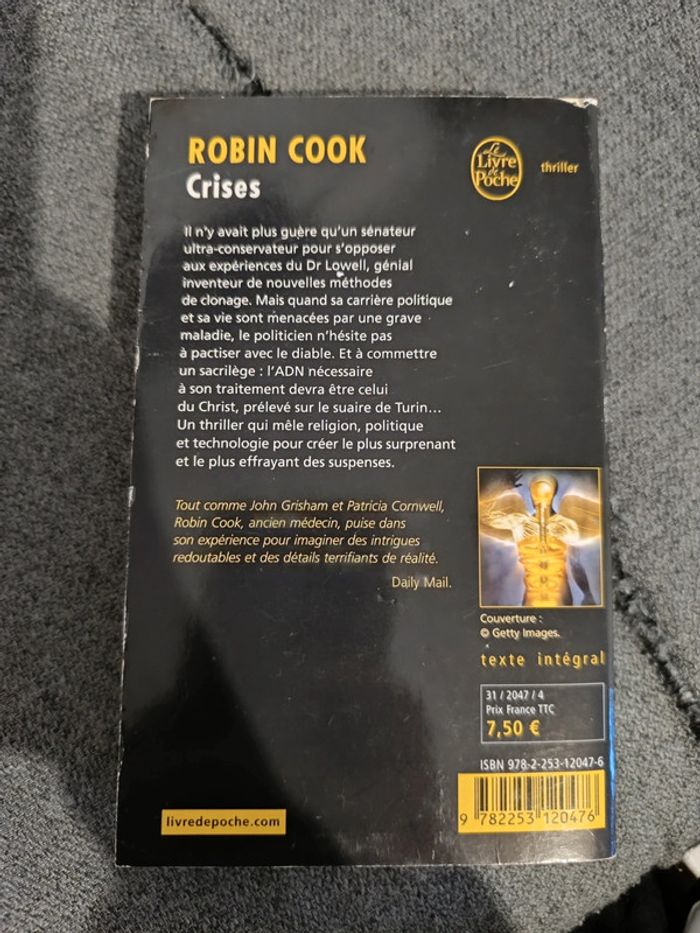 ROBIN COOK
Crises
Le
Livre
de
Poche
thriller
Il n'y avait plus guère qu'un sénateur
ultra-conservateur pour s'opposer
aux expériences du Dr Lowell, génial
inventeur de nouvelles méthodes
de clonage. Mais quand sa carrière politique
et sa vie sont menacées par une grave
maladie, le politicien n'hésite pas
à pactiser avec le diable. Et à commettre
un sacrilège : l'ADN nécessaire
à son traitement devra être celui
du Christ, prélevé sur le suaire de Turin...
Un thriller qui mêle religion, politique
et technologie pour créer le plus surprenant
et le plus effrayant des suspenses.
Tout comme John Grisham et Patricia Cornwell,
Robin Cook, ancien médecin, puise dans
son expérience pour imaginer des intrigues
redoutables et des détails terrifiants de réalité.
Daily Mail.
Couverture :
© Getty Images.
texte intégral
31 / 2047 / 4
Prix France TTC
7,50 €
ISBN 978-2-253-12047-6
9 782253 120476
livredepoche.com